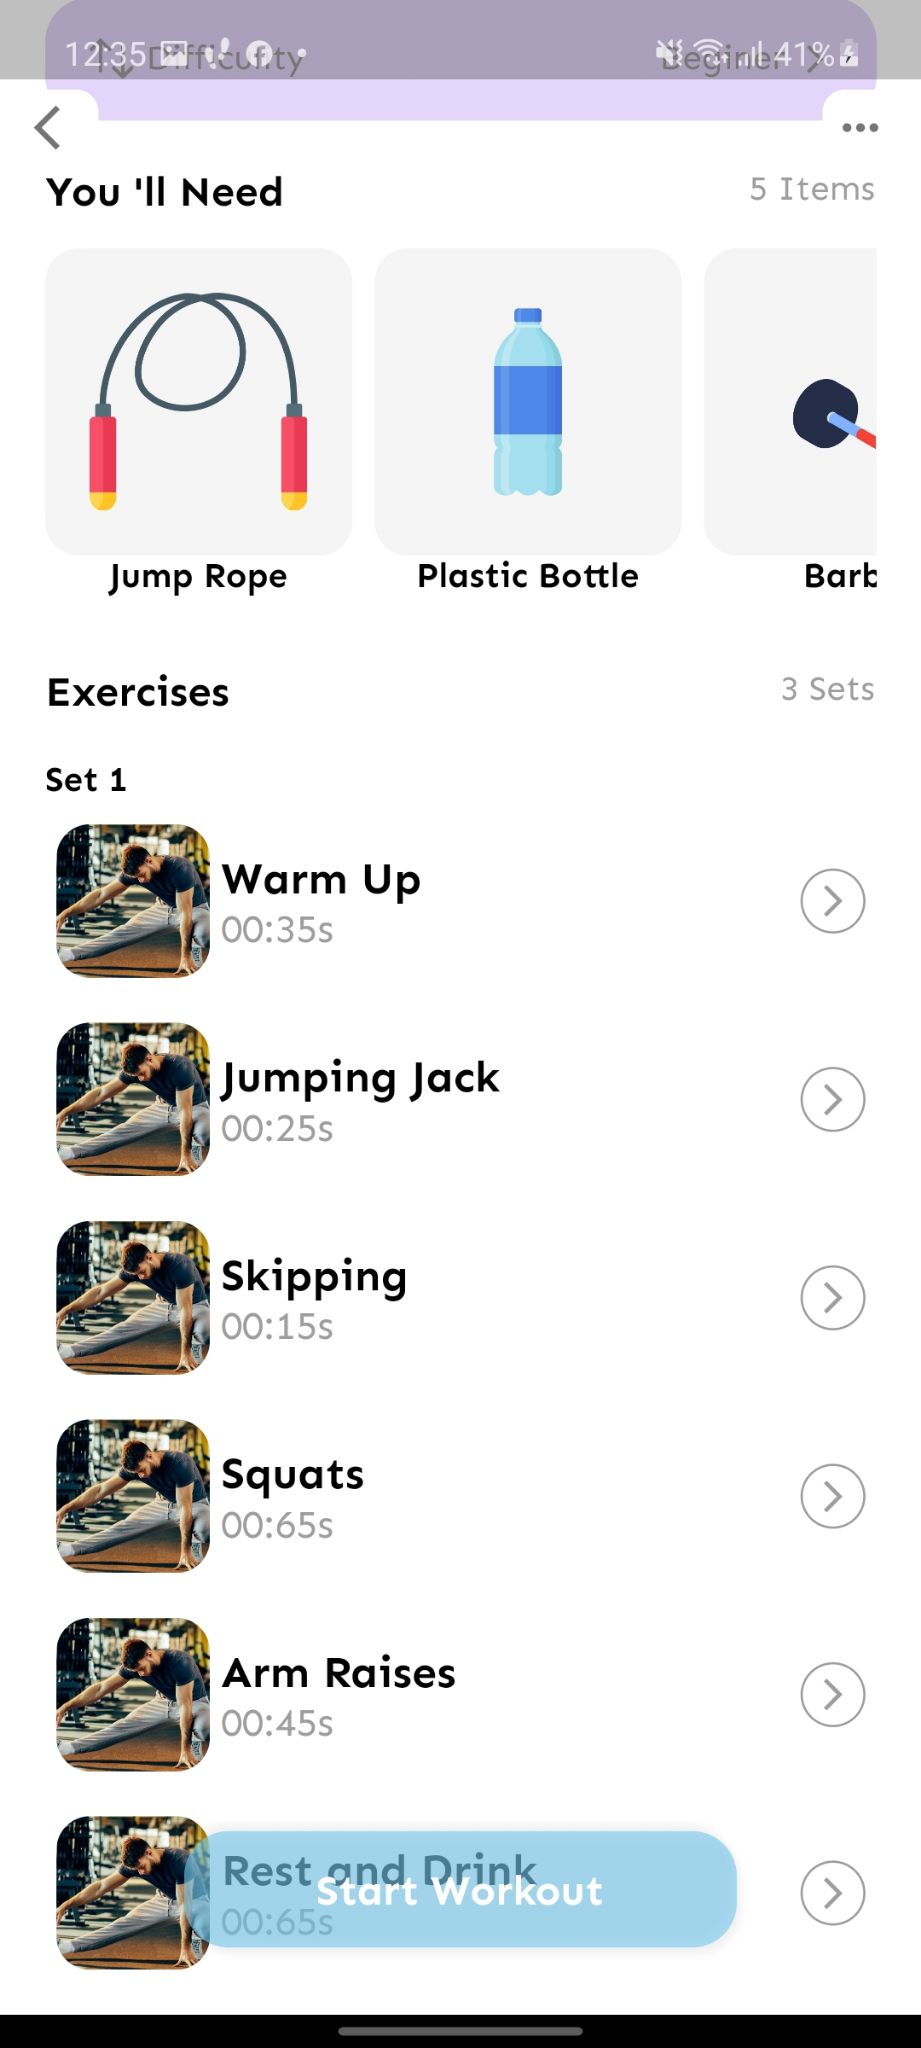 12:35 41%
Difficulty Beginer
You 'll Need 5 Items
Jump Rope Plastic Bottle Barb
Exercises 3 Sets
Set 1
Warm Up
00:35s
Jumping Jack
00:25s
Skipping
00:15s
Squats
00:65s
Arm Raises
00:45s
Rest and Drink
Start Workout
00:65s